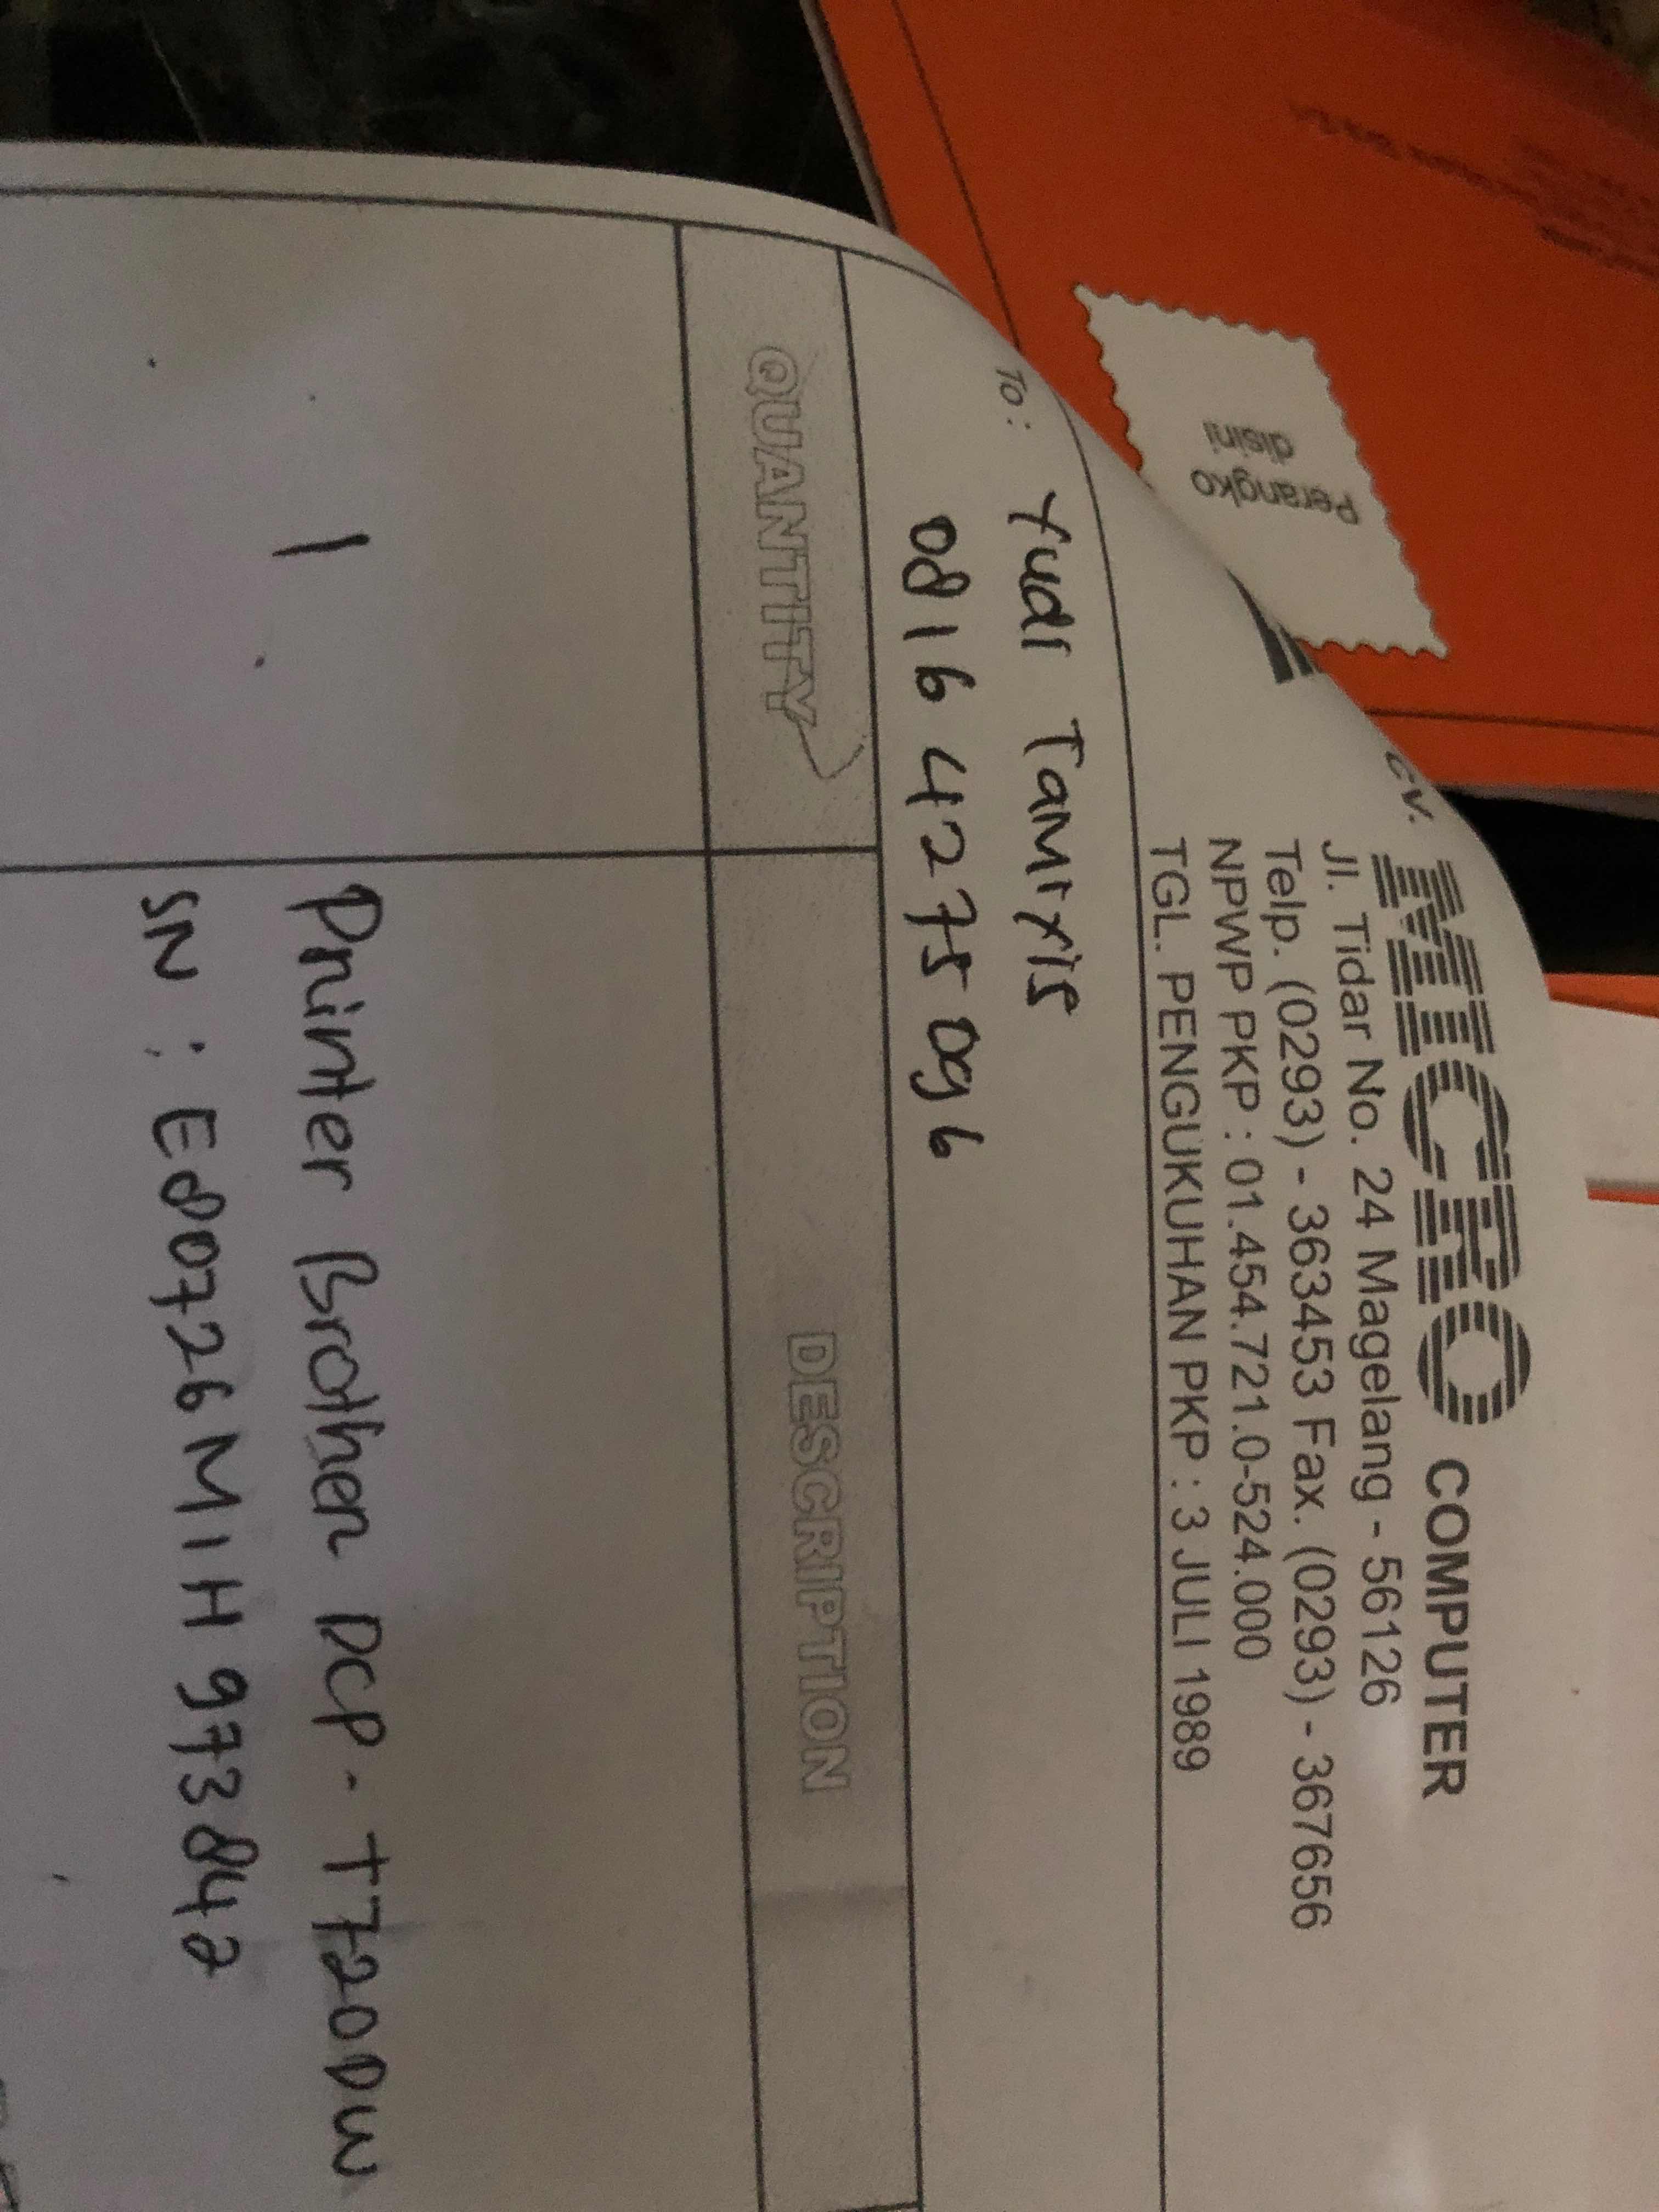 CV. MICRO COMPUTER
Jl. Tidar No. 24 Magelang - 56126
Telp. (0293) - 363453 Fax. (0293) - 367656
NPWP PKP : 01.454.721.0-524.000
TGL. PENGUKUHAN PKP : 3 JULI 1989
To : Yudi
0816 4275 096
QUANTITY DESCRIPTION
1 Printer Brother DCP - T720DW
SN : E80726M1H973842
Perangko
disini